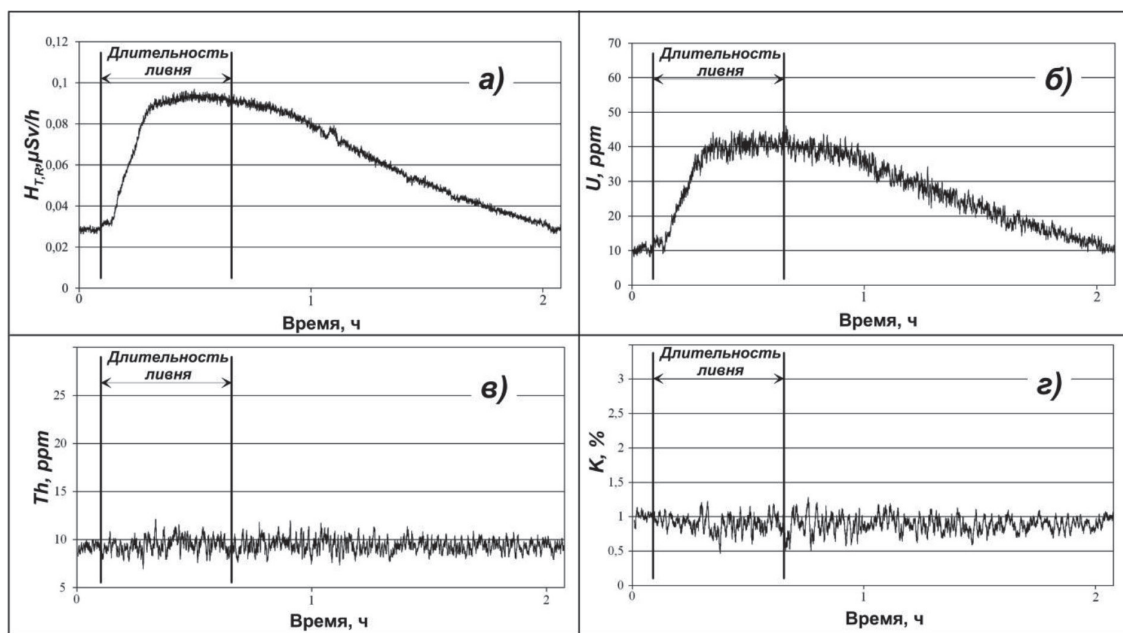 0,12
0,1
0,08
0,06
0,04
0,02
0
H_T,R, µSv/h
Длительность
ливня
а)
0
1
2
Время, ч
70
60
50
40
30
20
10
0
U, ppm
Длительность
ливня
б)
0
1
2
Время, ч
25
20
15
10
5
Th, ppm
Длительность
ливня
в)
0
1
2
Время, ч
3
2,5
2
1,5
1
0,5
0
K, %
Длительность
ливня
г)
0
1
2
Время, ч